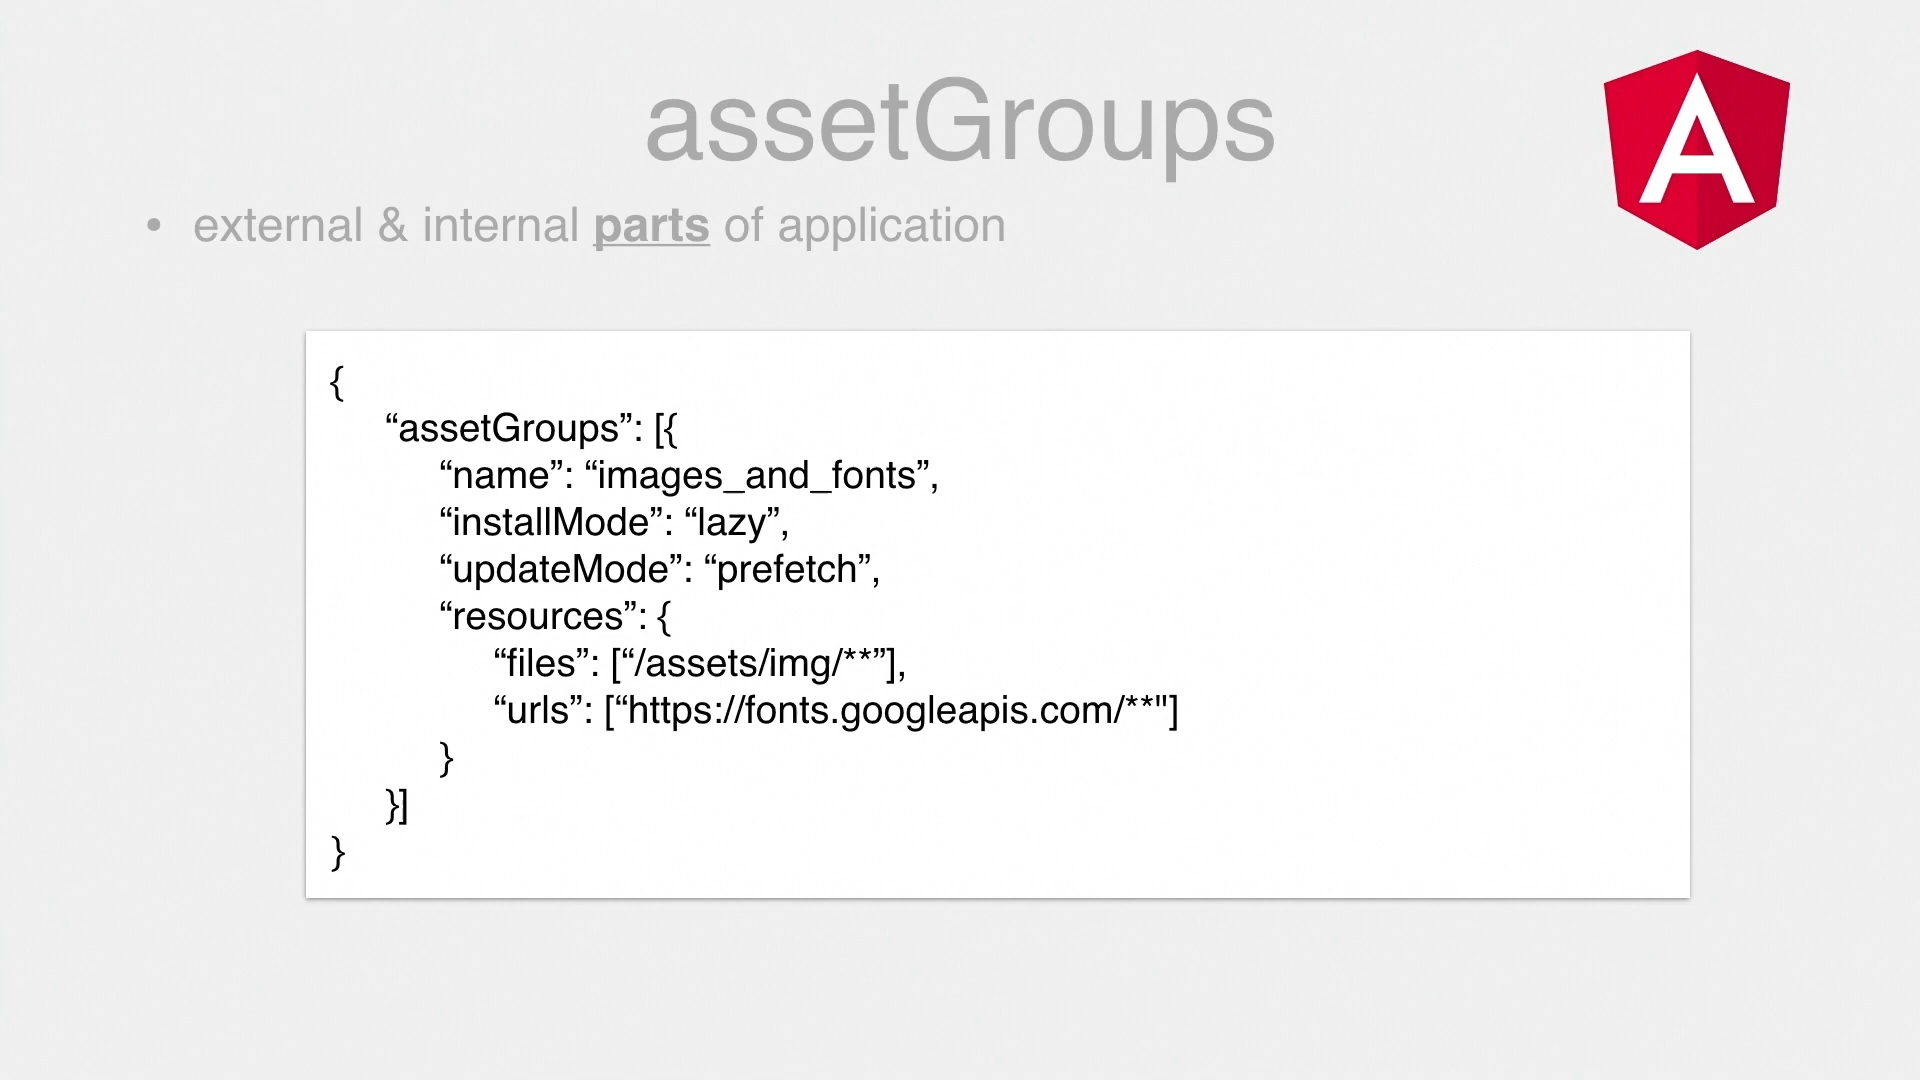 assetGroups
• external & internal parts of application
{
“assetGroups”: [{
“name”: “images_and_fonts”,
“installMode”: “lazy”,
“updateMode”: “prefetch”,
“resources”: {
“files”: [“/assets/img/**”],
“urls”: [“https://fonts.googleapis.com/**"]
}
}]
}
A